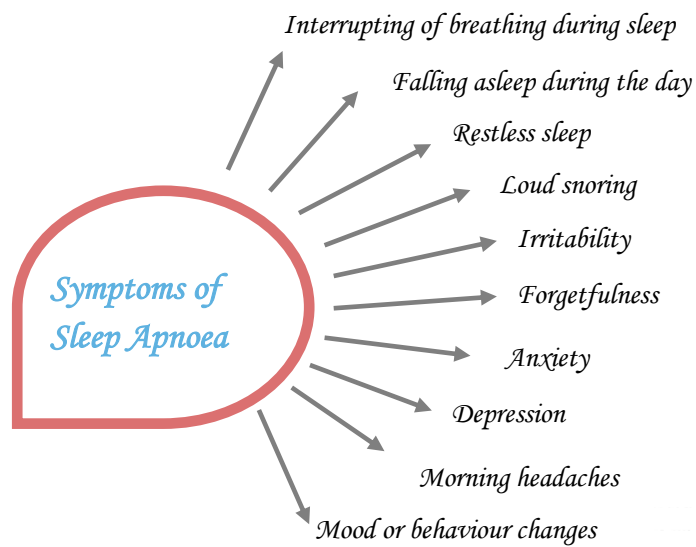 Interrupting of breathing during sleep
Falling asleep during the day
Restless sleep
Loud snoring
Irritability
Forgetfulness
Symptoms of
Sleep Apnoea
Anxiety
Depression
Morning headaches
Mood or behaviour changes